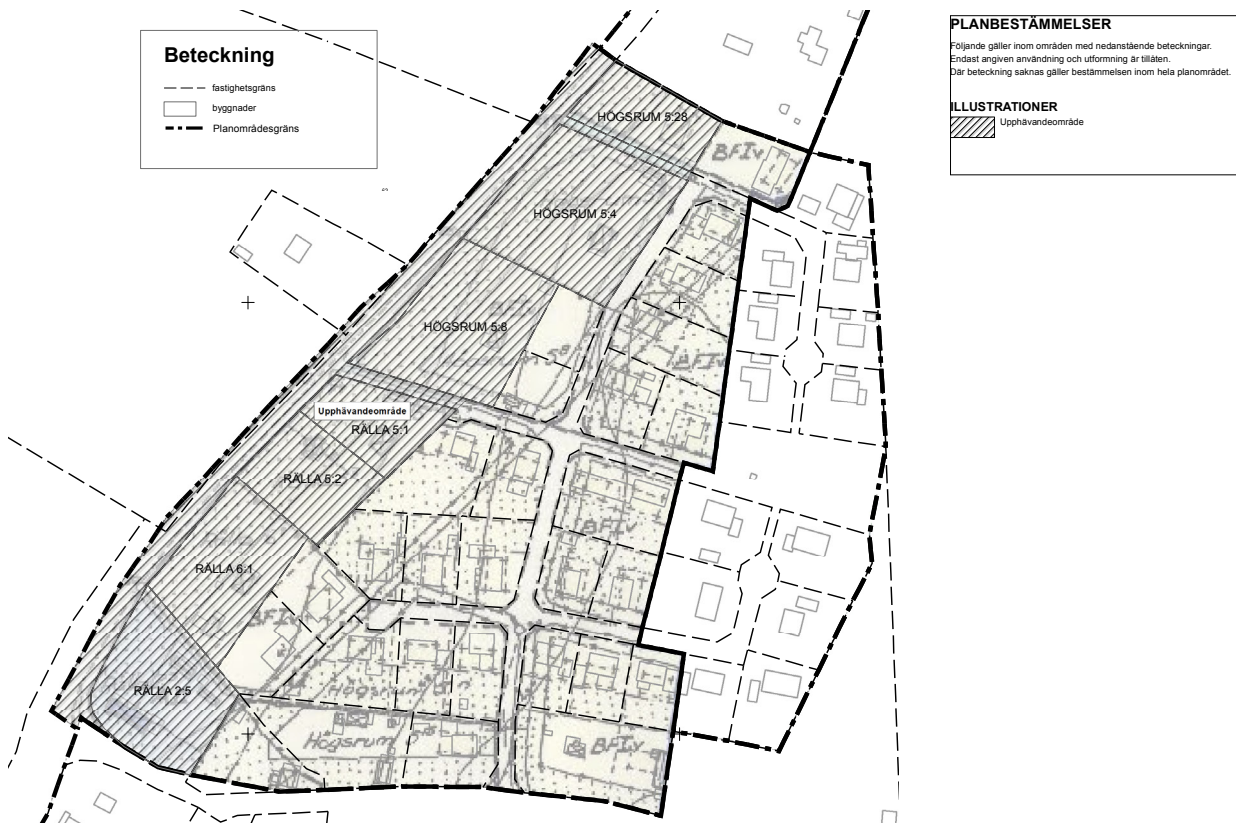 Beteckning
fastighetsgräns
byggnader
Planområdesgräns
PLANBESTÄMMELSER
Följande gäller inom områden med nedanstående beteckningar.
Endast angiven användning och utformning är tillåten.
Där beteckning saknas gäller bestämmelsen inom hela planområdet.
ILLUSTRATIONER
Upphävandeområde
HÖGSRUM 5:28
BFIv
HÖGSRUM 5:4
HÖGSRUM 5:8
BFIv
Upphävandeområde
RÄLLA 5:1
RÄLLA 5:2
BFIv
RÄLLA 6:1
BFIv
RÄLLA 2:5
Högsrum
Högsrum
BFIv